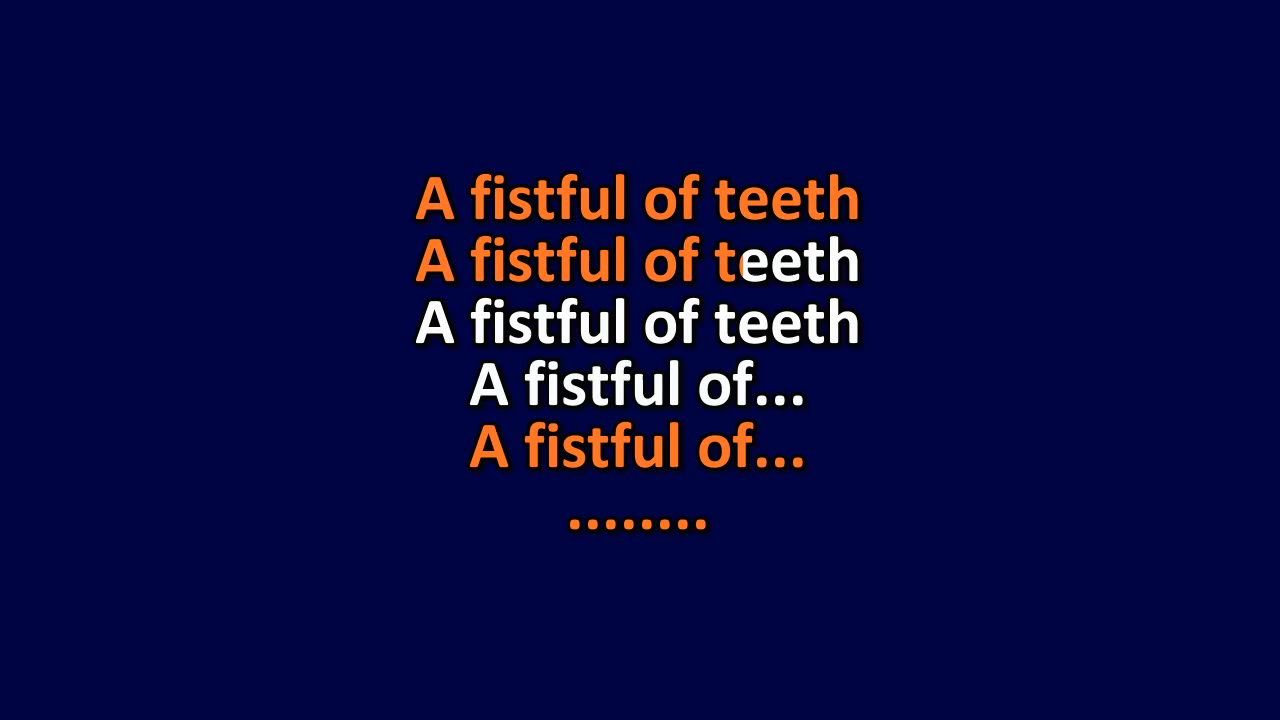 A fistful of teeth
A fistful of teeth
A fistful of teeth
A fistful of...
A fistful of...
........